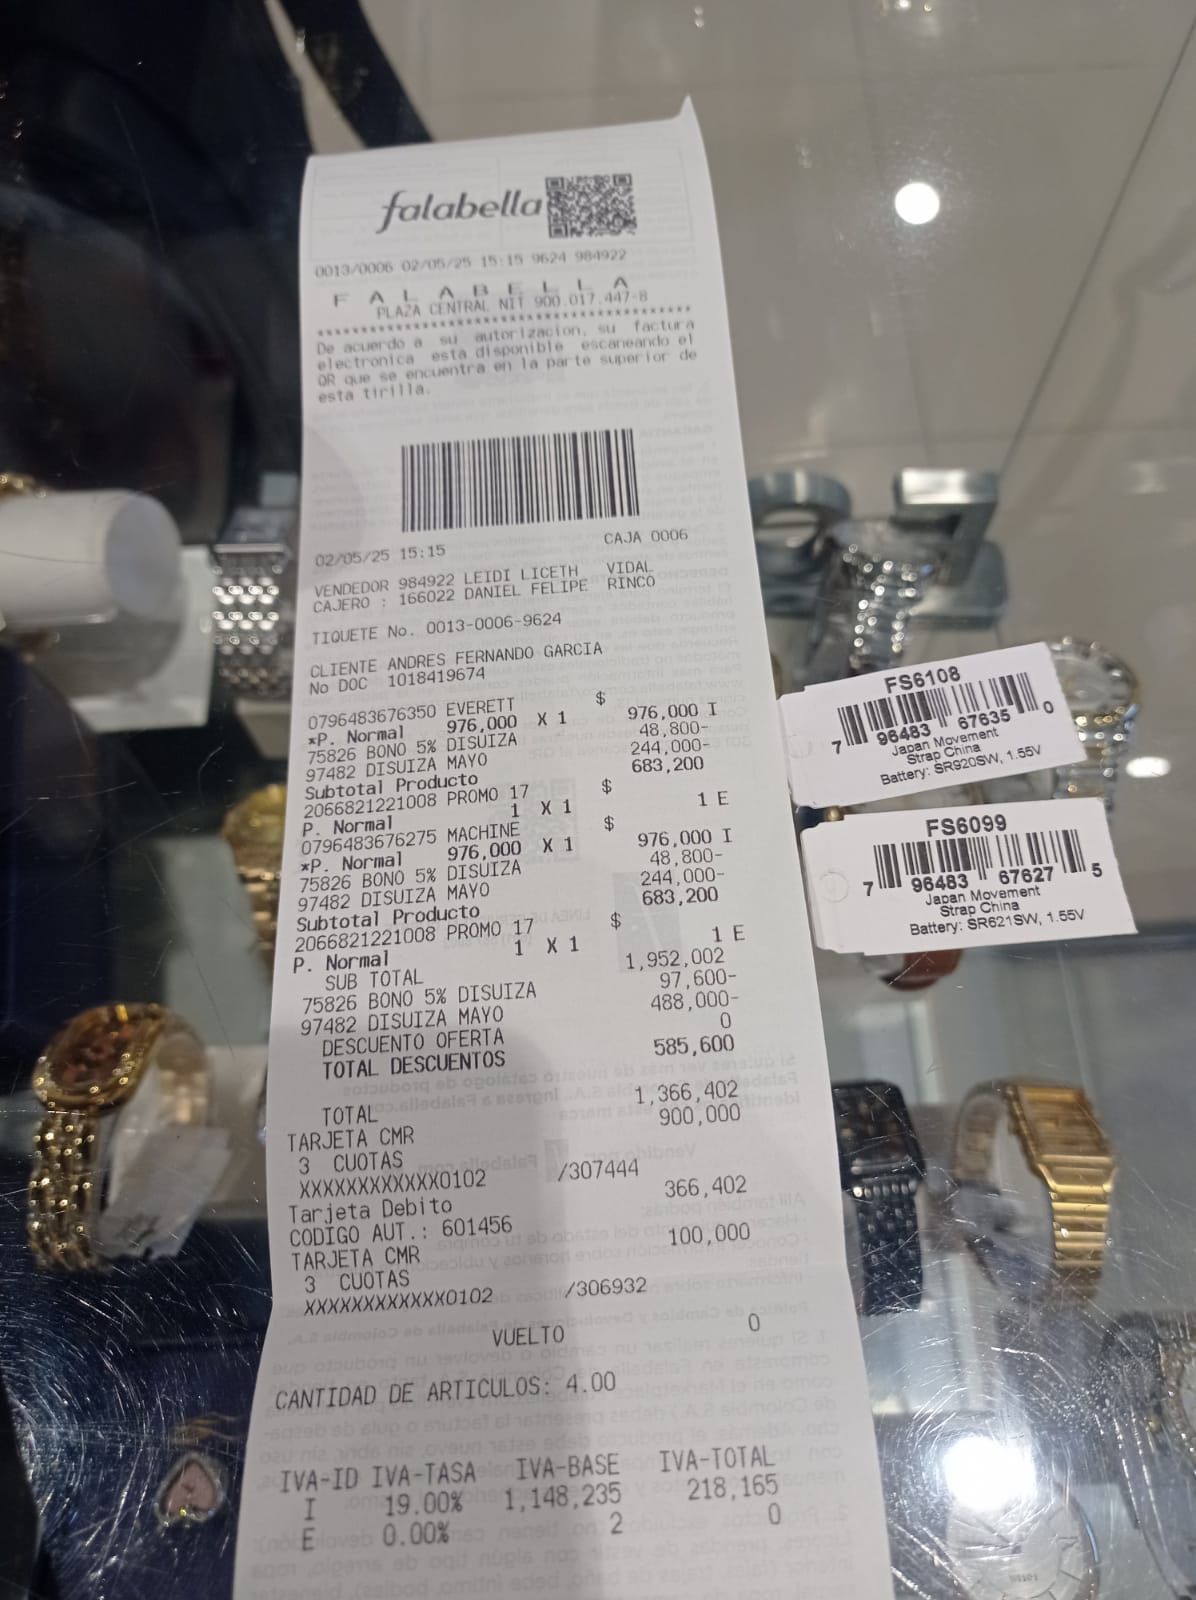 falabella
0013/0006 02/05/25 15:15 9624 984922
F A L A B E L L A
PLAZA CENTRAL NIT 900.017.447-8
****************************************
De acuerdo a su autorizacion, su factura
electronica esta disponible escaneando el
QR que se encuentra en la parte superior de
esta tirilla.
02/05/25 15:15 CAJA 0006
VENDEDOR 984922 LEIDI LICETH VIDAL
CAJERO : 166022 DANIEL FELIPE RINCO
TIQUETE No. 0013-0006-9624
CLIENTE ANDRES FERNANDO GARCIA
No DOC 1018419674
0796483676350 EVERETT $
*P. Normal 976,000 X 1 976,000 I
75826 BONO 5% DISUIZA 48,800-
97482 DISUIZA MAYO 244,000-
Subtotal Producto 683,200
2066821221008 PROMO 17 $
P. Normal 1 X 1 1 E
0796483676275 MACHINE $
*P. Normal 976,000 X 1 976,000 I
75826 BONO 5% DISUIZA 48,800-
97482 DISUIZA MAYO 244,000-
Subtotal Producto 683,200
2066821221008 PROMO 17 $
P. Normal 1 X 1 1 E
SUB TOTAL 1,952,002
75826 BONO 5% DISUIZA 97,600-
97482 DISUIZA MAYO 488,000-
DESCUENTO OFERTA 0
TOTAL DESCUENTOS 585,600
TOTAL 1,366,402
TARJETA CMR 900,000
3 CUOTAS
XXXXXXXXXXXX0102 /307444
Tarjeta Debito 366,402
CODIGO AUT.: 601456
TARJETA CMR 100,000
3 CUOTAS
XXXXXXXXXXXX0102 /306932
VUELTO 0
CANTIDAD DE ARTICULOS: 4.00
IVA-ID IVA-TASA IVA-BASE IVA-TOTAL
I 19.00% 1,148,235 218,165
E 0.00% 2 0
FS6108
7 96483 67635 0
Japan Movement
Strap China
Battery: SR920SW, 1.55V
FS6099
7 96483 67627 5
Japan Movement
Strap China
Battery: SR621SW, 1.55V